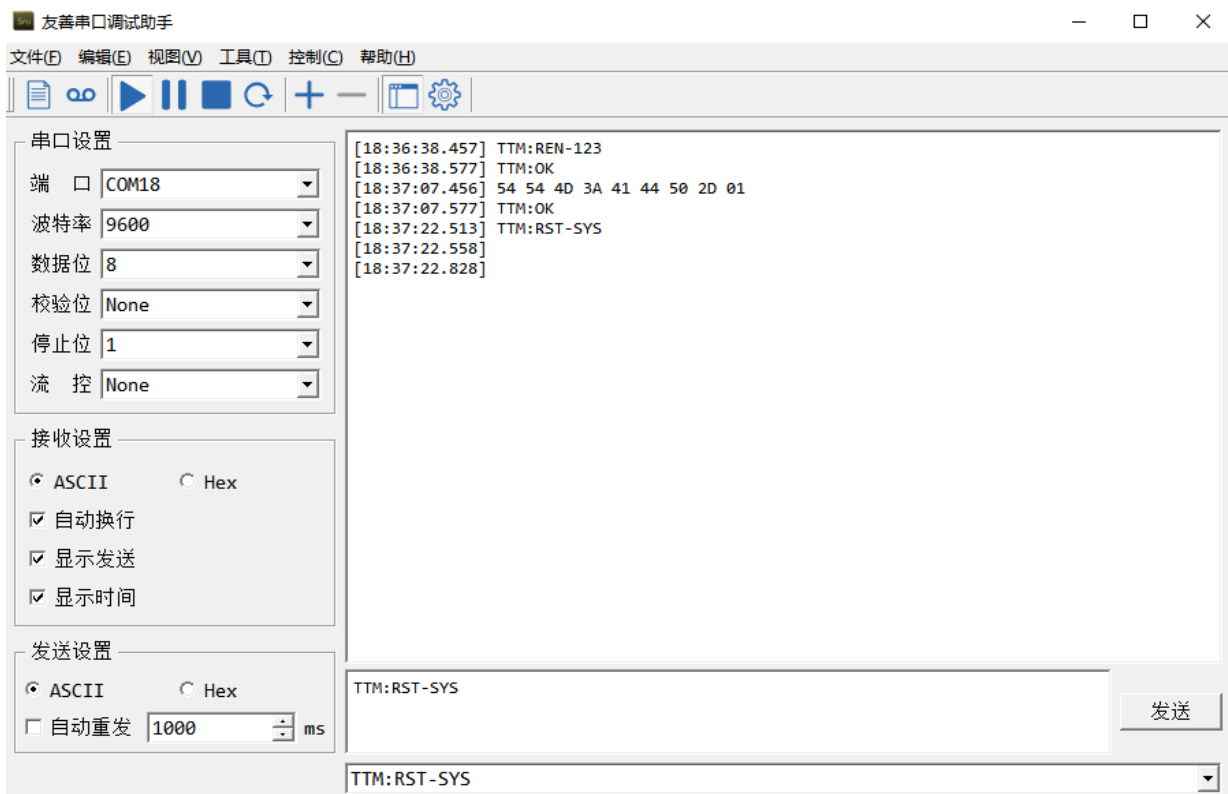 友善串口调试助手
文件(F) 编辑(E) 视图(V) 工具(T) 控制(C) 帮助(H)
串口设置
端 口 COM18
波特率 9600
数据位 8
校验位 None
停止位 1
流 控 None
接收设置
ASCII Hex
自动换行
显示发送
显示时间
发送设置
ASCII Hex
自动重发 1000 ms
[18:36:38.457] TTM:REN-123
[18:36:38.577] TTM:OK
[18:37:07.456] 54 54 4D 3A 41 44 50 2D 01
[18:37:07.577] TTM:OK
[18:37:22.513] TTM:RST-SYS
[18:37:22.558]
[18:37:22.828]
TTM:RST-SYS
发送
TTM:RST-SYS